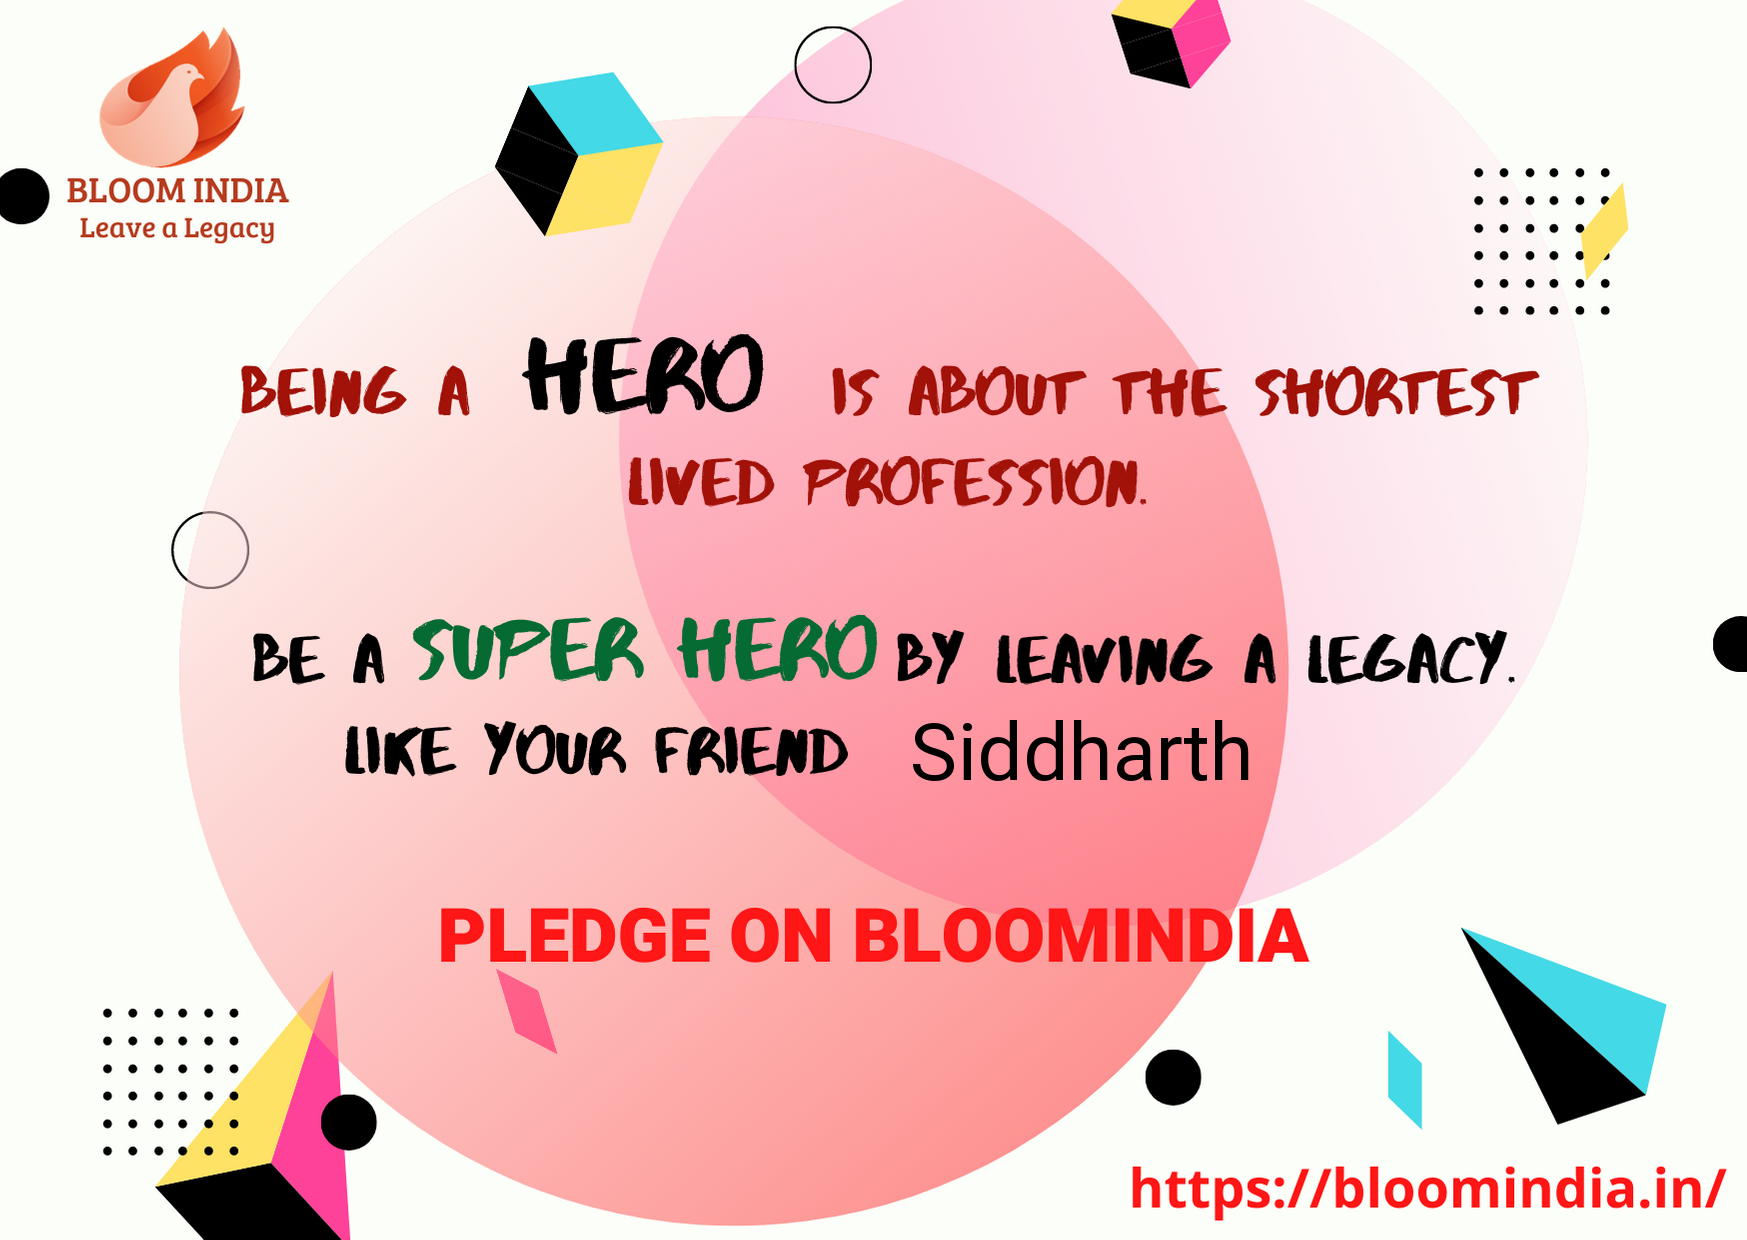 BLOOM INDIA
Leave a Legacy
BEING A HERO IS ABOUT THE SHORTEST
LIVED PROFESSION.
BE A SUPER HERO BY LEAVING A LEGACY.
LIKE YOUR FRIEND Siddharth
PLEDGE ON BLOOMINDIA
https://bloomindia.in/